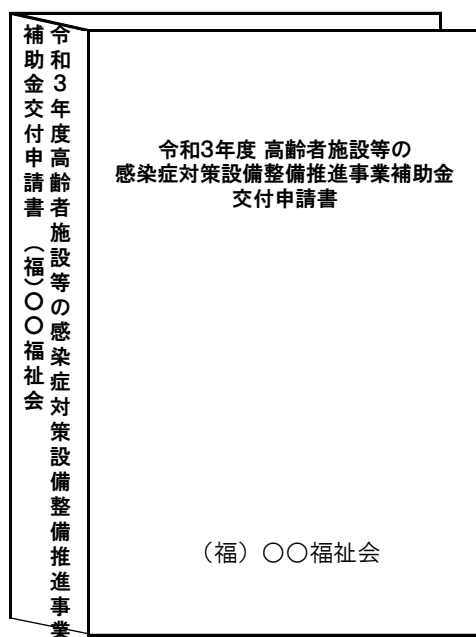 令和３年度高齢者施設等の感染症対策設備整備推進事業
補助金交付申請書　（福）〇〇福祉会
令和3年度 高齢者施設等の
感染症対策設備整備推進事業補助金
交付申請書
（福）〇〇福祉会